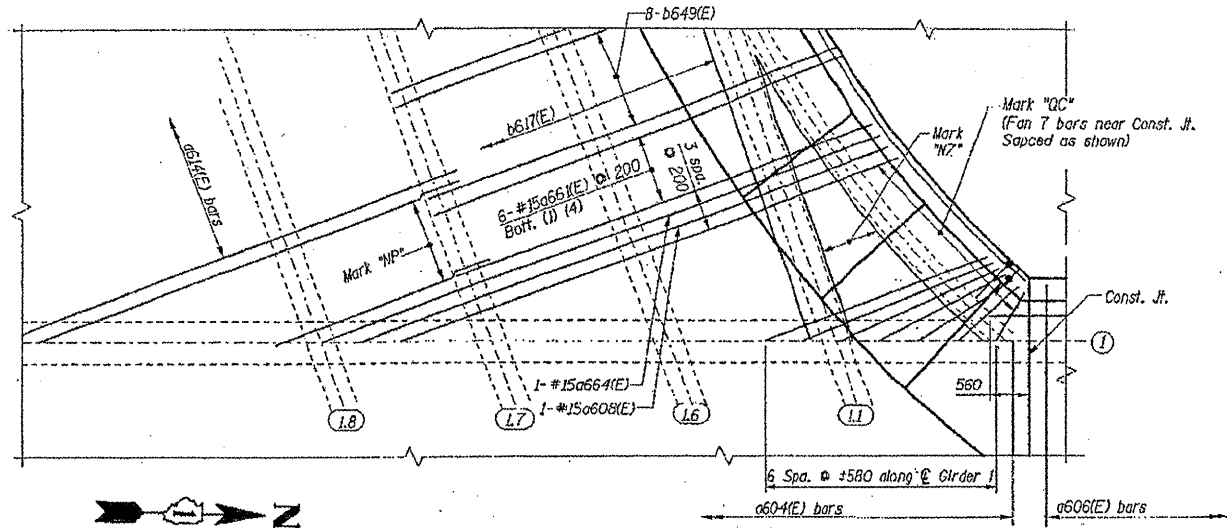 8-b649(E)
b617(E)
a614(E) bars
Mark "QC"
(Fan 7 bars near Const. Jt.
Sapced as shown)
Mark
"NZ"
3 spa.
@ 200
6-#15a661(E) @ 200
Bott. (1) (4)
Mark "NP"
Const. Jt.
1
560
1-#15a664(E)
1-#15a608(E)
1.8
1.7
1.6
1.1
6 Spa. @ ±580 along ℄ Girder 1
a604(E) bars
a606(E) bars
N